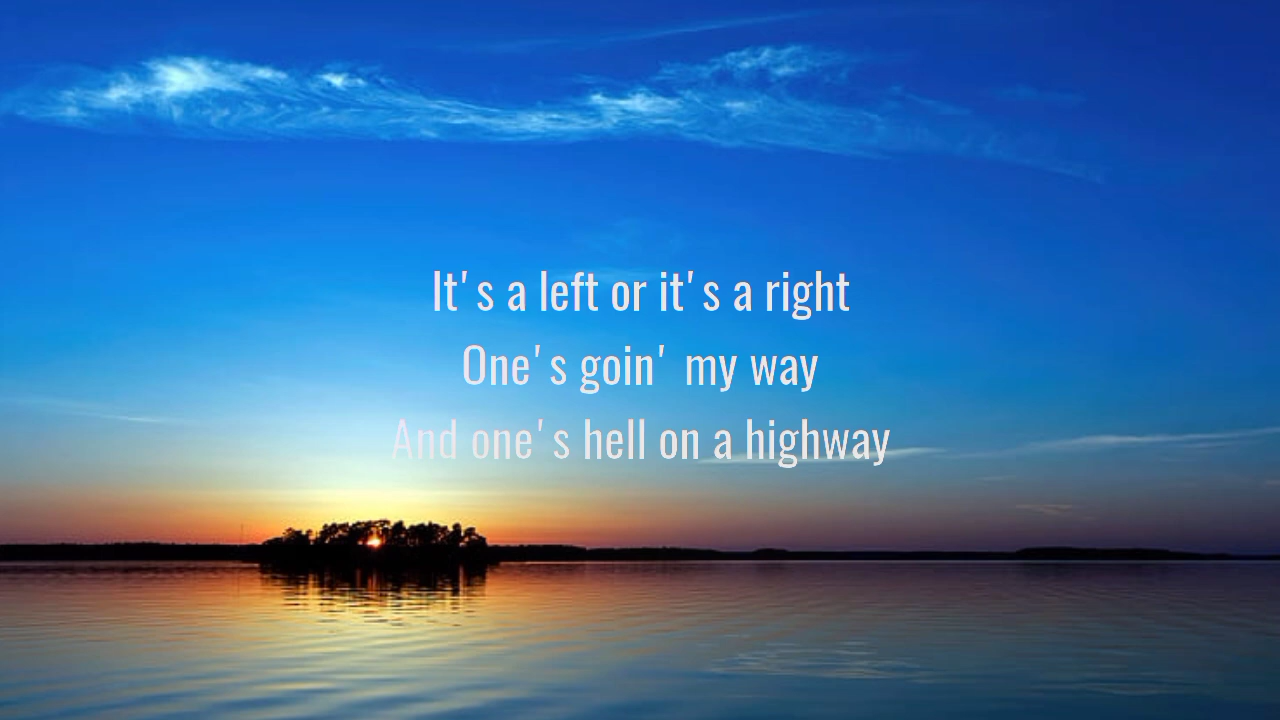 It's a left or it's a right
One's goin' my way
And one's hell on a highway